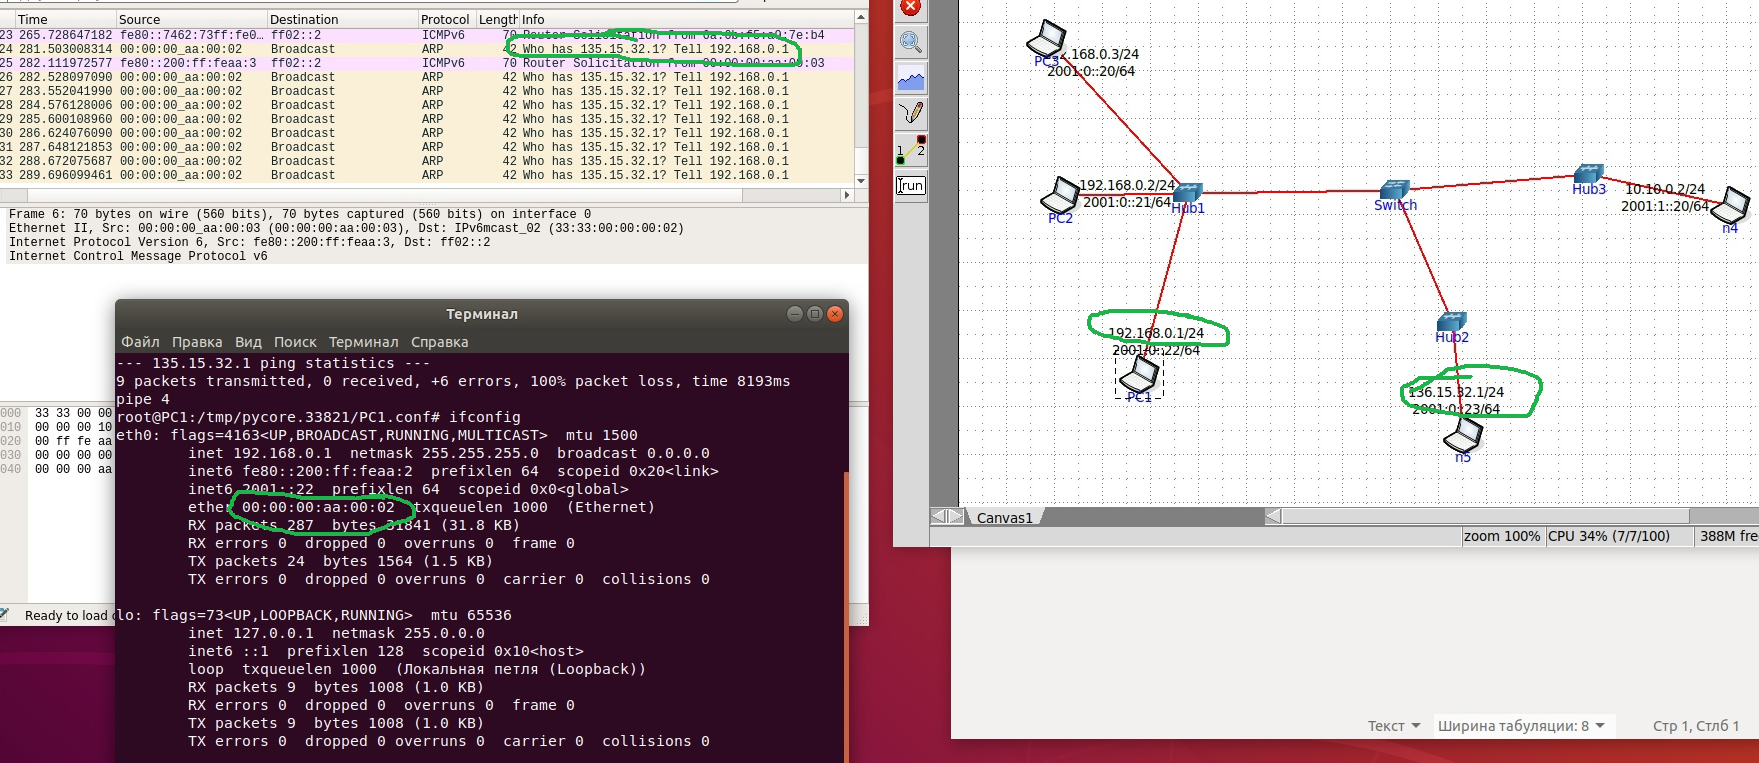 Time Source Destination Protocol Length Info
23 265.728647182 fe80::7462:73ff:fe0… ff02::2 ICMPv6 70 Router Solicitation from 0a:0b:f5:a9:7e:b4
24 281.503008314 00:00:00_aa:00:02 Broadcast ARP 42 Who has 135.15.32.1? Tell 192.168.0.1
25 282.111972577 fe80::200:ff:feaa:3 ff02::2 ICMPv6 70 Router Solicitation from 00:00:00:aa:00:03
26 282.528097090 00:00:00_aa:00:02 Broadcast ARP 42 Who has 135.15.32.1? Tell 192.168.0.1
27 283.552041990 00:00:00_aa:00:02 Broadcast ARP 42 Who has 135.15.32.1? Tell 192.168.0.1
28 284.576128006 00:00:00_aa:00:02 Broadcast ARP 42 Who has 135.15.32.1? Tell 192.168.0.1
29 285.600108960 00:00:00_aa:00:02 Broadcast ARP 42 Who has 135.15.32.1? Tell 192.168.0.1
30 286.624076090 00:00:00_aa:00:02 Broadcast ARP 42 Who has 135.15.32.1? Tell 192.168.0.1
31 287.648121853 00:00:00_aa:00:02 Broadcast ARP 42 Who has 135.15.32.1? Tell 192.168.0.1
32 288.672075687 00:00:00_aa:00:02 Broadcast ARP 42 Who has 135.15.32.1? Tell 192.168.0.1
33 289.696099461 00:00:00_aa:00:02 Broadcast ARP 42 Who has 135.15.32.1? Tell 192.168.0.1
Frame 6: 70 bytes on wire (560 bits), 70 bytes captured (560 bits) on interface 0
Ethernet II, Src: 00:00:00_aa:00:03 (00:00:00:aa:00:03), Dst: IPv6mcast_02 (33:33:00:00:00:02)
Internet Protocol Version 6, Src: fe80::200:ff:feaa:3, Dst: ff02::2
Internet Control Message Protocol v6
000 33 33 00 00
010 00 00 00 10
020 00 ff fe aa
030 00 00 00 00
040 00 00 00 aa
Ready to load
Терминал
Файл Правка Вид Поиск Терминал Справка
--- 135.15.32.1 ping statistics ---
9 packets transmitted, 0 received, +6 errors, 100% packet loss, time 8193ms
pipe 4
root@PC1:/tmp/pycore.33821/PC1.conf# ifconfig
eth0: flags=4163<UP,BROADCAST,RUNNING,MULTICAST> mtu 1500
inet 192.168.0.1 netmask 255.255.255.0 broadcast 0.0.0.0
inet6 fe80::200:ff:feaa:2 prefixlen 64 scopeid 0x20<link>
inet6 2001::22 prefixlen 64 scopeid 0x0<global>
ether 00:00:00:aa:00:02 txqueuelen 1000 (Ethernet)
RX packets 287 bytes 31841 (31.8 KB)
RX errors 0 dropped 0 overruns 0 frame 0
TX packets 24 bytes 1564 (1.5 KB)
TX errors 0 dropped 0 overruns 0 carrier 0 collisions 0
lo: flags=73<UP,LOOPBACK,RUNNING> mtu 65536
inet 127.0.0.1 netmask 255.0.0.0
inet6 ::1 prefixlen 128 scopeid 0x10<host>
loop txqueuelen 1000 (Локальная петля (Loopback))
RX packets 9 bytes 1008 (1.0 KB)
RX errors 0 dropped 0 overruns 0 frame 0
TX packets 9 bytes 1008 (1.0 KB)
TX errors 0 dropped 0 overruns 0 carrier 0 collisions 0
1 2
run
2.168.0.3/24
PC3
2001:0::20/64
192.168.0.2/24
2001:0::21/64
PC2
Hub1
Switch
Hub3
10.10.0.2/24
2001:1::20/64
n4
192.168.0.1/24
2001:0::22/64
PC1
Hub2
136.15.32.1/24
2001:0::23/64
n5
Canvas1
zoom 100% CPU 34% (7/7/100) 388M fre
Текст Ширина табуляции: 8 Стр 1, Стлб 1